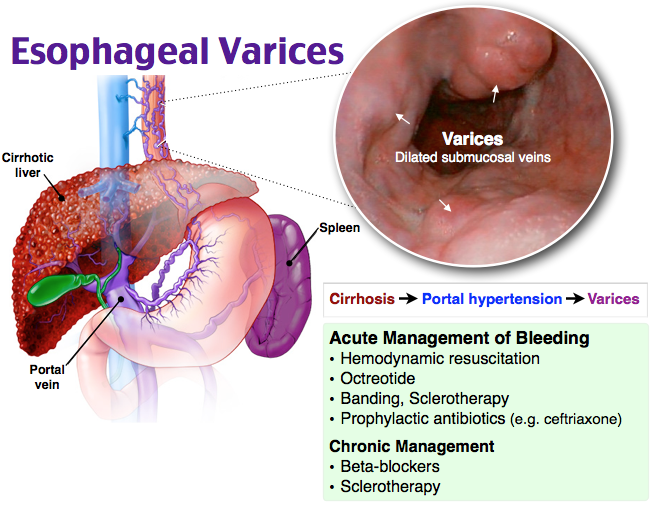 Esophageal Varices
Varices
Dilated submucosal veins
Cirrhotic
liver
Spleen
Portal
vein
Cirrhosis → Portal hypertension → Varices
Acute Management of Bleeding
• Hemodynamic resuscitation
• Octreotide
• Banding, Sclerotherapy
• Prophylactic antibiotics (e.g. ceftriaxone)
Chronic Management
• Beta-blockers
• Sclerotherapy